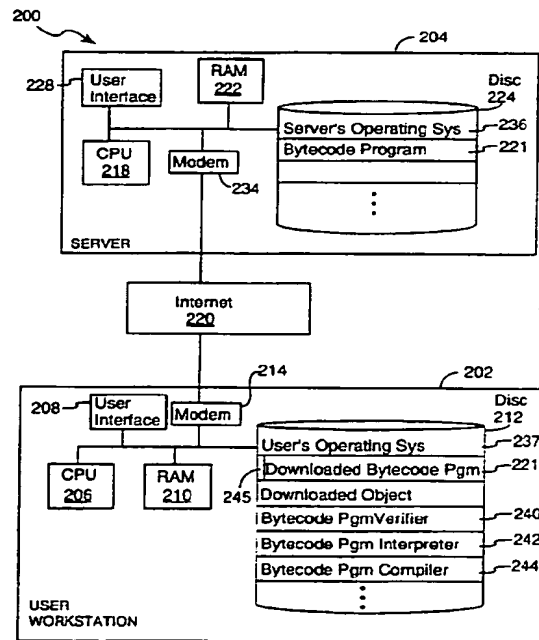 200
204
228
User
Interface
RAM
222
Disc
224
Server's Operating Sys
236
Bytecode Program
221
CPU
218
Modem
234
SERVER
Internet
220
214
202
208
User
Interface
Modem
Disc
212
User's Operating Sys
237
CPU
206
RAM
210
245
Downloaded Bytecode Pgm
221
Downloaded Object
Bytecode PgmVerifier
240
Bytecode Pgm Interpreter
242
Bytecode Pgm Compiler
244
USER
WORKSTATION